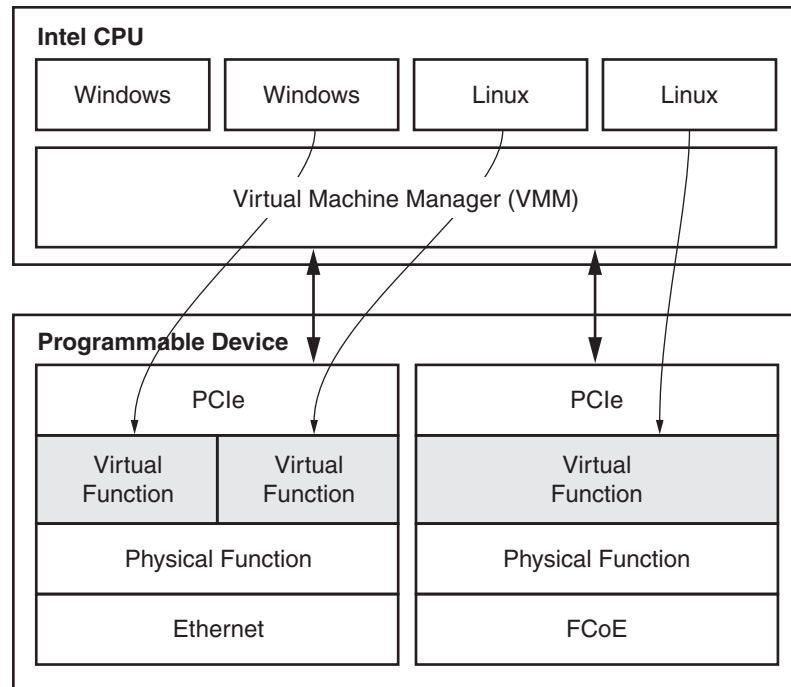 Intel CPU
Windows
Windows
Linux
Linux
Virtual Machine Manager (VMM)
Programmable Device
PCIe
PCIe
Virtual
Function
Virtual
Function
Virtual
Function
Physical Function
Physical Function
Ethernet
FCoE